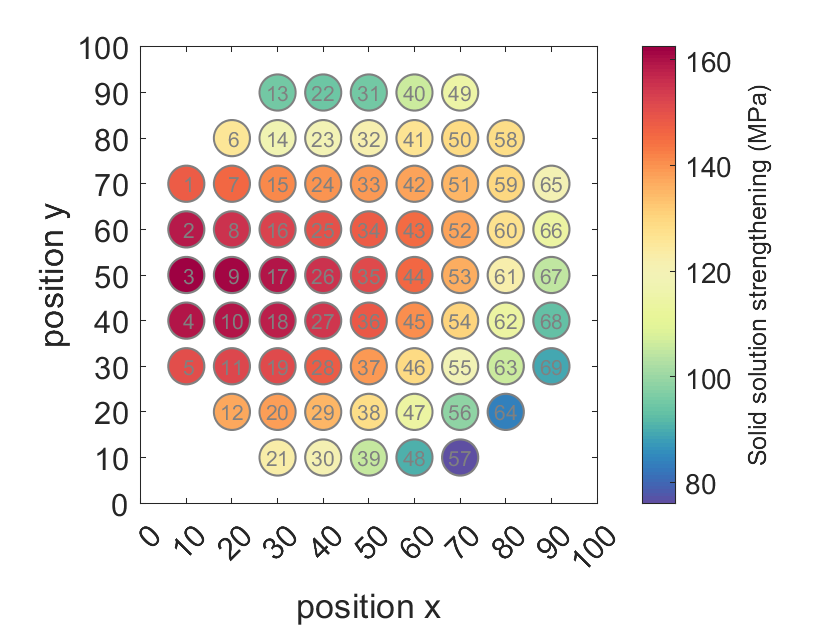 100
90
80
70
60
50
40
30
20
10
0
position y
13 22 31 40 49
6 14 23 32 41 50 58
1 7 15 24 33 42 51 59 65
2 8 16 25 34 43 52 60 66
3 9 17 26 35 44 53 61 67
4 10 18 27 36 45 54 62 68
5 11 19 28 37 46 55 63 69
12 20 29 38 47 56 64
21 30 39 48 57
0 10 20 30 40 50 60 70 80 90 100
position x
160
140
120
100
80
Solid solution strengthening (MPa)